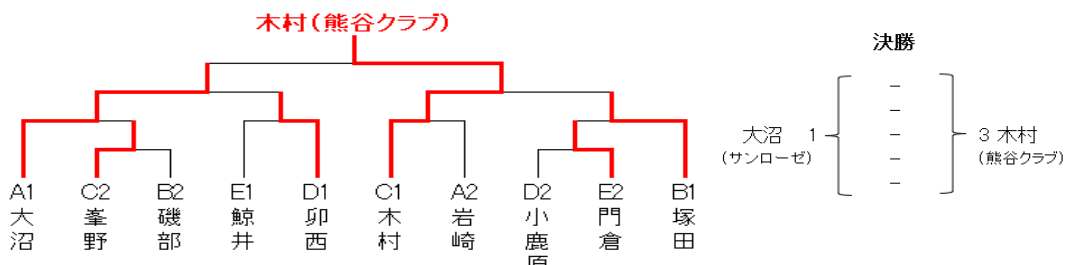 木村(熊谷クラブ)
決勝
–
–
大沼 1 – 3 木村
(サンローゼ) (熊谷クラブ)
–
–
A1 C2 B2 E1 D1 C1 A2 D2 E2 B1
大沼 峯野 磯部 鯨井 卯西 木村 岩崎 小鹿原 門倉 塚田